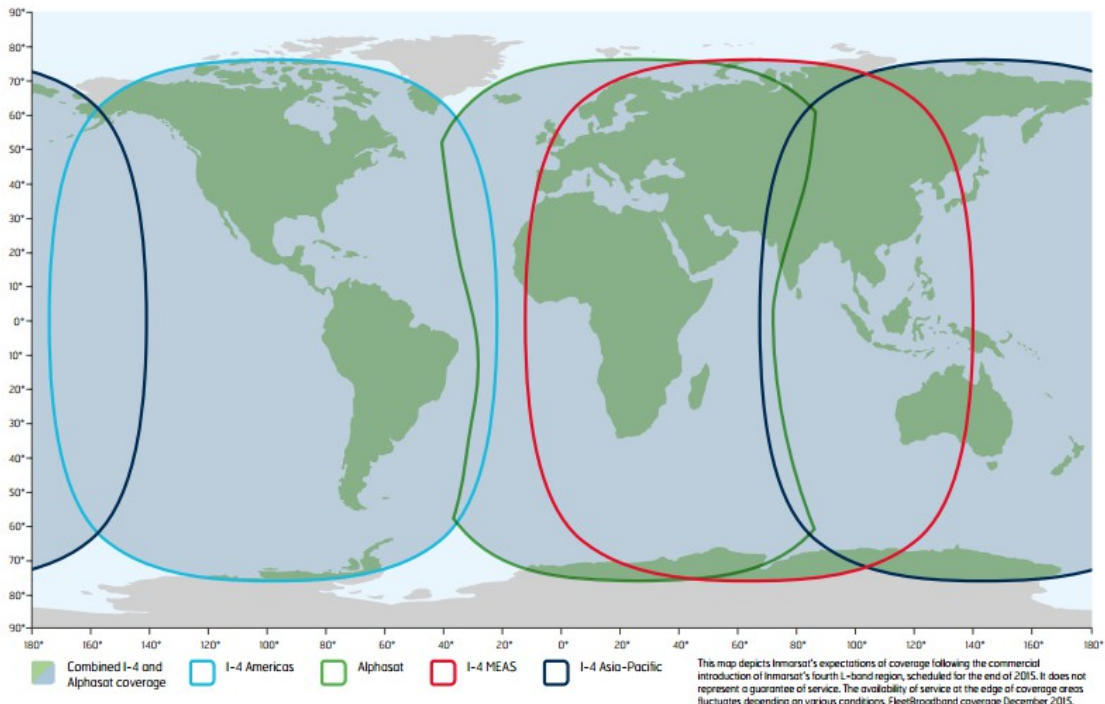 90°
80°
70°
60°
50°
40°
30°
20°
10°
0°
10°
20°
30°
40°
50°
60°
70°
80°
90°
180° 160° 140° 120° 100° 80° 60° 40° 20° 0° 20° 40° 60° 80° 100° 120° 140° 160° 180°
Combined I-4 and
Alphasat coverage
I-4 Americas
Alphasat
I-4 MEAS
I-4 Asia-Pacific
This map depicts Inmarsat's expectations of coverage following the commercial
introduction of Inmarsat's fourth L-band region, scheduled for the end of 2015. It does not
represent a guarantee of service. The availability of service at the edge of coverage areas
fluctuates depending on various conditions. FleetBroadband coverage December 2015.